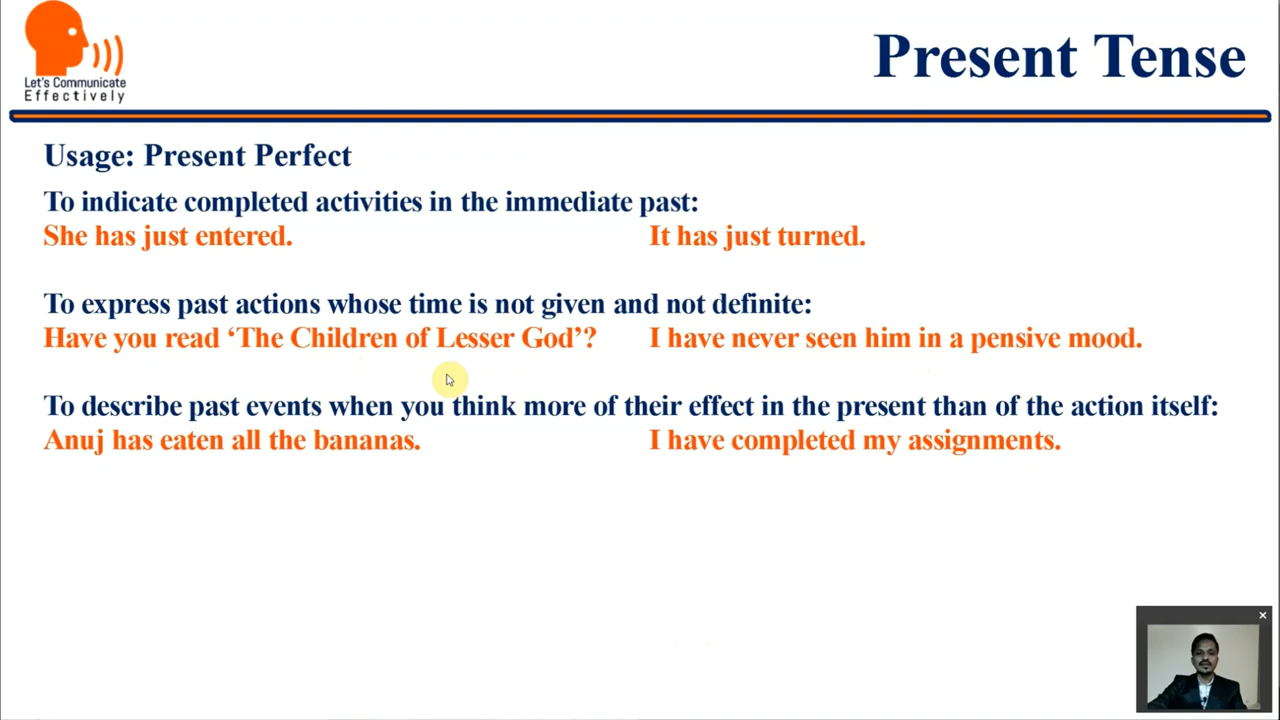 Let's Communicate
Effectively
Present Tense
Usage: Present Perfect
To indicate completed activities in the immediate past:
She has just entered. It has just turned.
To express past actions whose time is not given and not definite:
Have you read ‘The Children of Lesser God’? I have never seen him in a pensive mood.
To describe past events when you think more of their effect in the present than of the action itself:
Anuj has eaten all the bananas. I have completed my assignments.